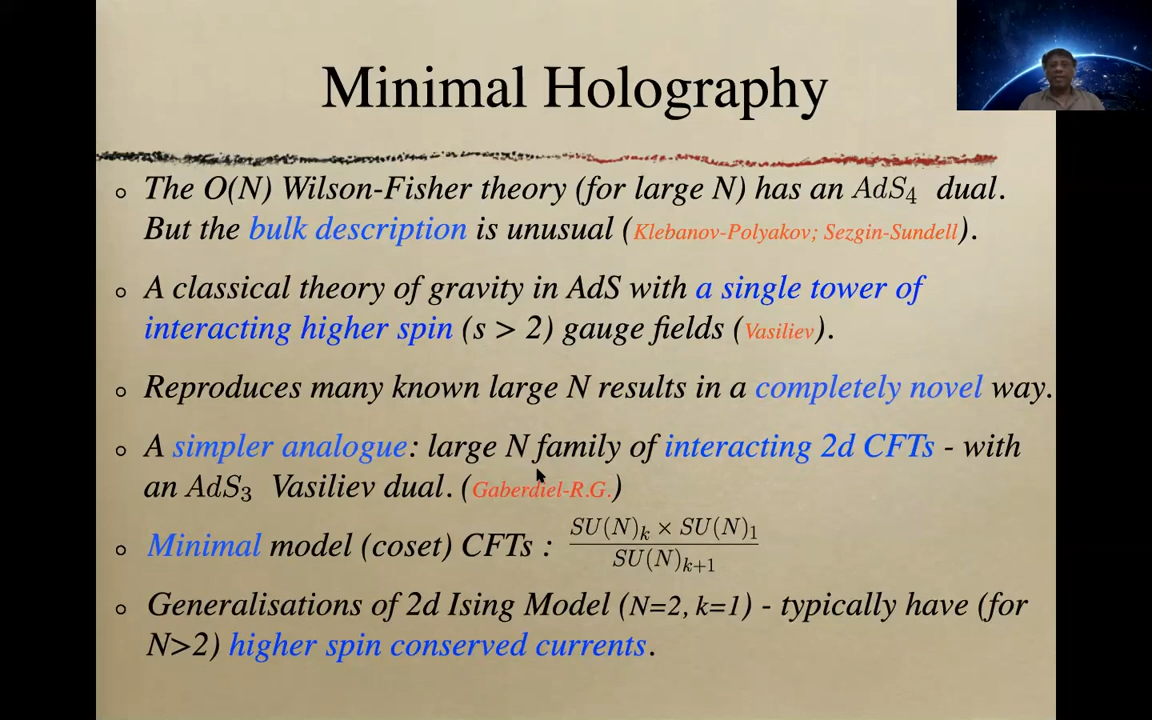 Minimal Holography
The O(N) Wilson-Fisher theory (for large N) has an AdS₄ dual.
But the bulk description is unusual (Klebanov-Polyakov; Sezgin-Sundell).
A classical theory of gravity in AdS with a single tower of
interacting higher spin (s > 2) gauge fields (Vasiliev).
Reproduces many known large N results in a completely novel way.
A simpler analogue: large N family of interacting 2d CFTs - with
an AdS₃ Vasiliev dual. (Gaberdiel-R.G.)
Minimal model (coset) CFTs : SU(N)ₖ × SU(N)₁
SU(N)ₖ₊₁
Generalisations of 2d Ising Model (N=2, k=1) - typically have (for
N>2) higher spin conserved currents.